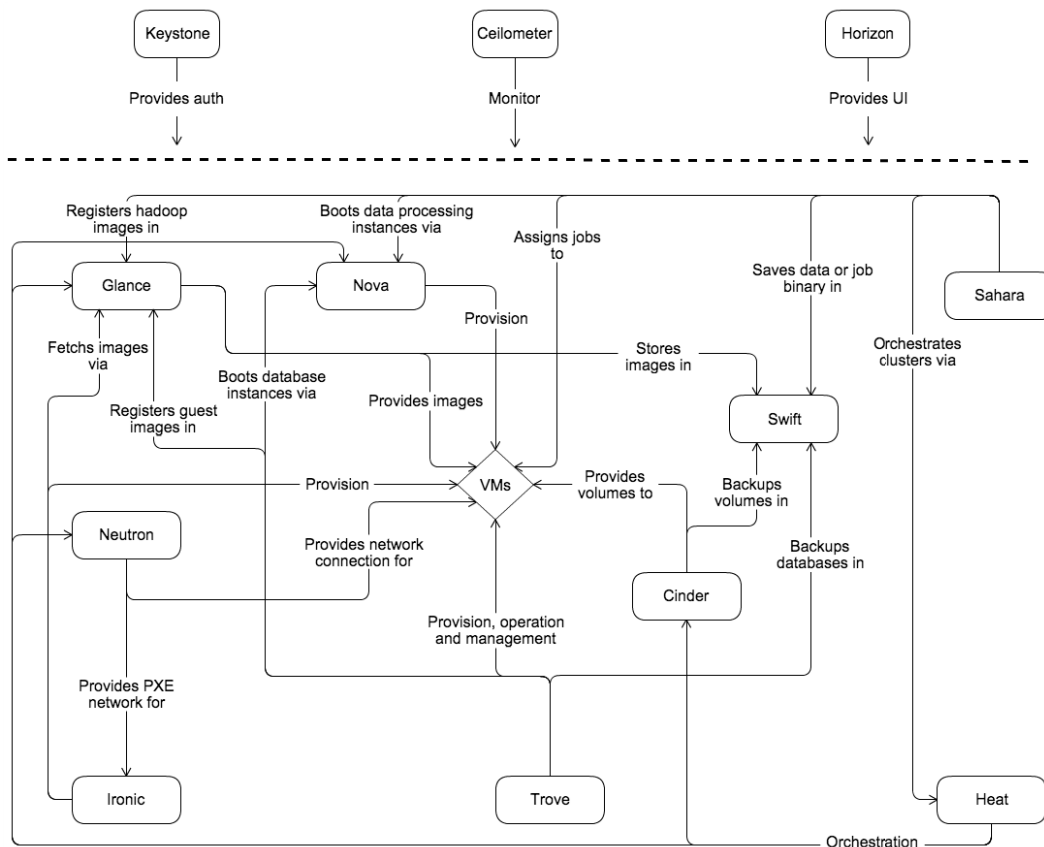 Keystone
Ceilometer
Horizon
Provides auth
Monitor
Provides UI
Registers hadoop
images in
Boots data processing
instances via
Assigns jobs
to
Saves data or job
binary in
Glance
Nova
Sahara
Provision
Fetchs images
via
Boots database
instances via
Stores
images in
Orchestrates
clusters via
Provides images
Registers guest
images in
Swift
Provision
VMs
Provides
volumes to
Backups
volumes in
Neutron
Provides network
connection for
Backups
databases in
Cinder
Provision, operation
and management
Provides PXE
network for
Ironic
Trove
Heat
Orchestration